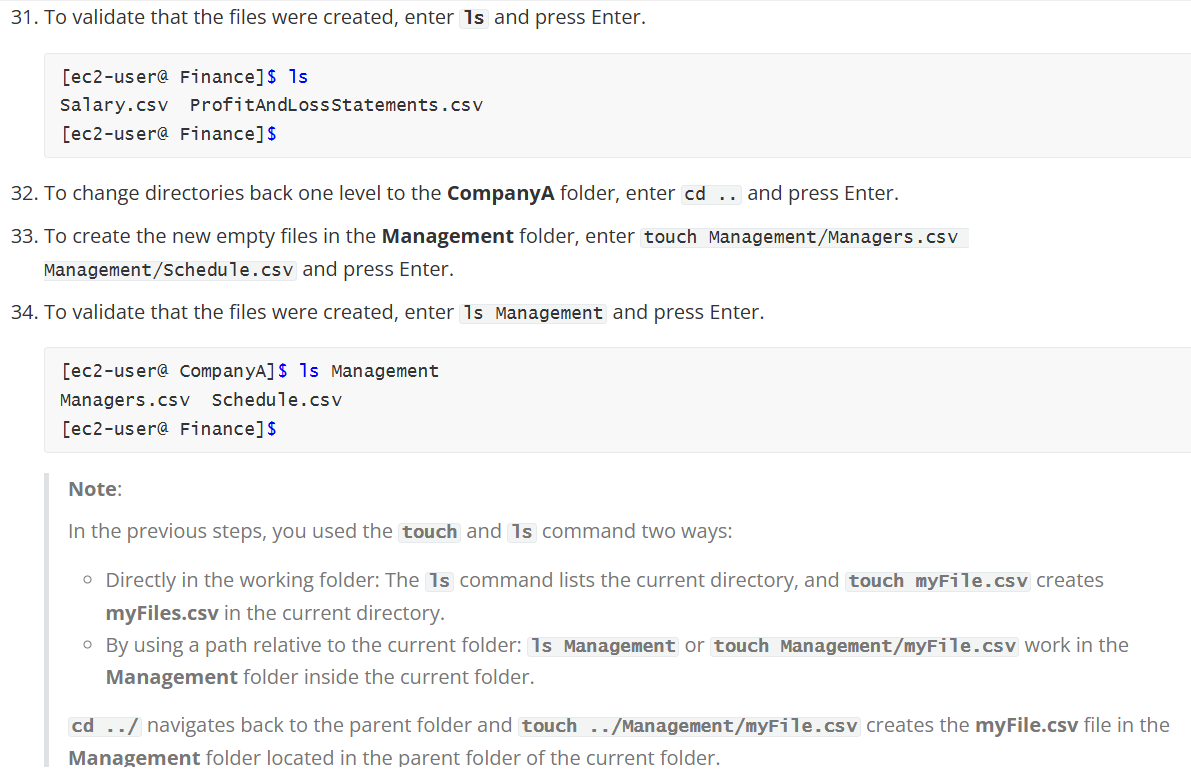 31. To validate that the files were created, enter ls and press Enter.
[ec2-user@ Finance]$ ls
Salary.csv  ProfitAndLossStatements.csv
[ec2-user@ Finance]$
32. To change directories back one level to the CompanyA folder, enter cd .. and press Enter.
33. To create the new empty files in the Management folder, enter touch Management/Managers.csv
Management/Schedule.csv and press Enter.
34. To validate that the files were created, enter ls Management and press Enter.
[ec2-user@ CompanyA]$ ls Management
Managers.csv  Schedule.csv
[ec2-user@ Finance]$
Note:
In the previous steps, you used the touch and ls command two ways:
◦ Directly in the working folder: The ls command lists the current directory, and touch myFile.csv creates
myFiles.csv in the current directory.
◦ By using a path relative to the current folder: ls Management or touch Management/myFile.csv work in the
Management folder inside the current folder.
cd ../ navigates back to the parent folder and touch ../Management/myFile.csv creates the myFile.csv file in the
Management folder located in the parent folder of the current folder.